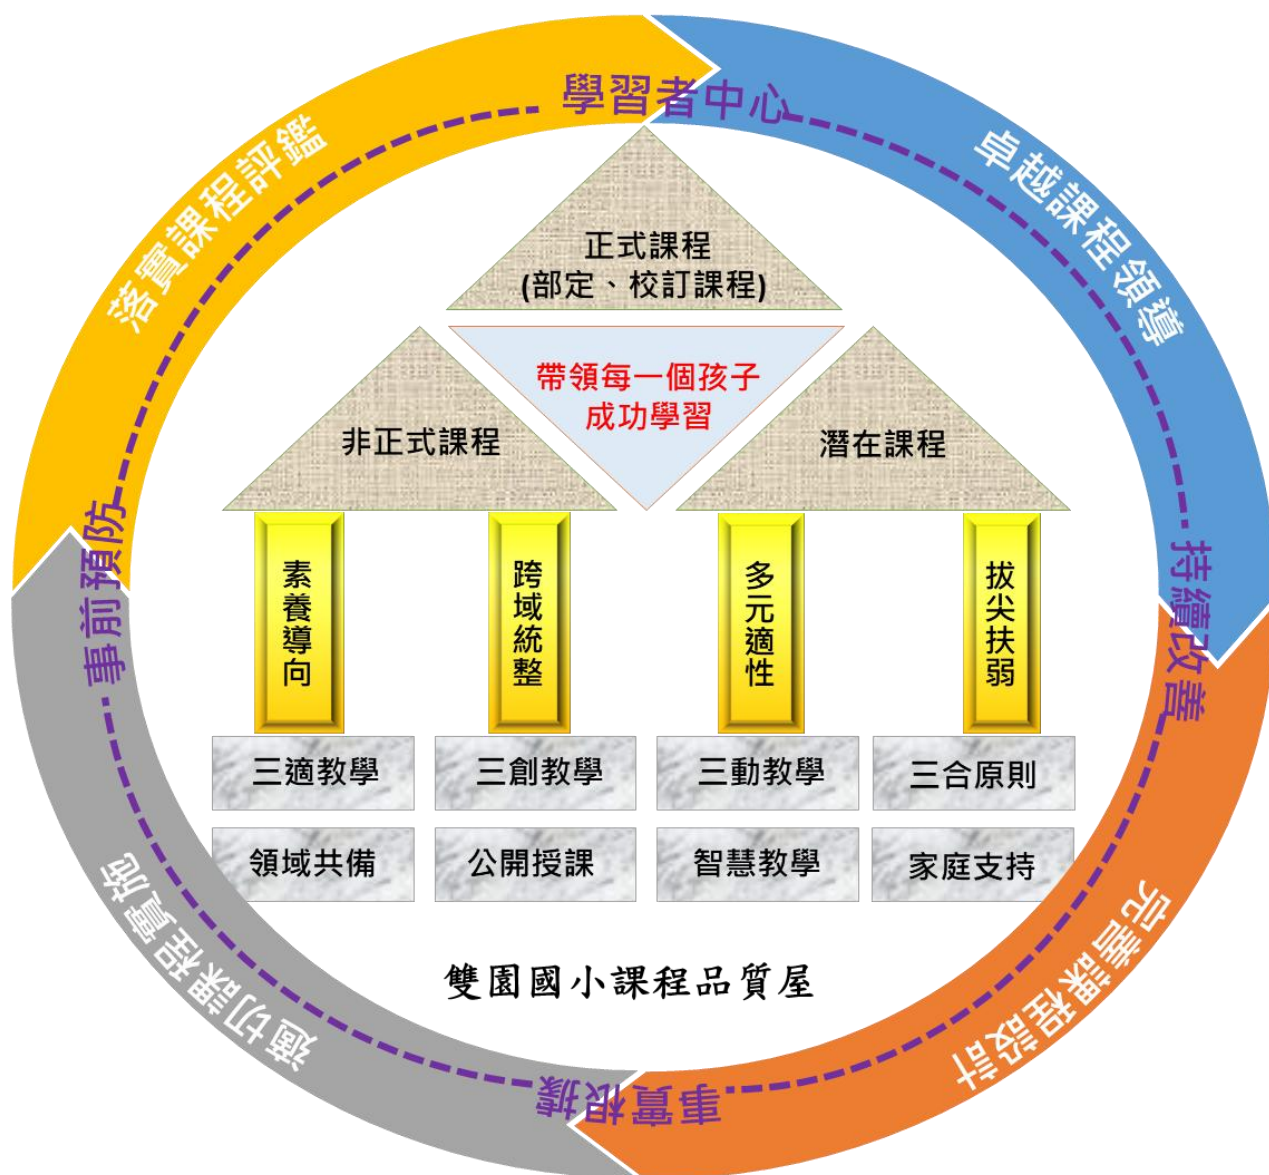 學習者中心
卓越課程領導
落實課程評鑑
正式課程
(部定、校訂課程)
帶領每一個孩子
成功學習
非正式課程
潛在課程
事前預防
持續改善
素養導向
跨域統整
多元適性
拔尖扶弱
三適教學
三創教學
三動教學
三合原則
領域共備
公開授課
智慧教學
家庭支持
適切課程實施
完善課程設計
雙園國小課程品質屋
事實根據